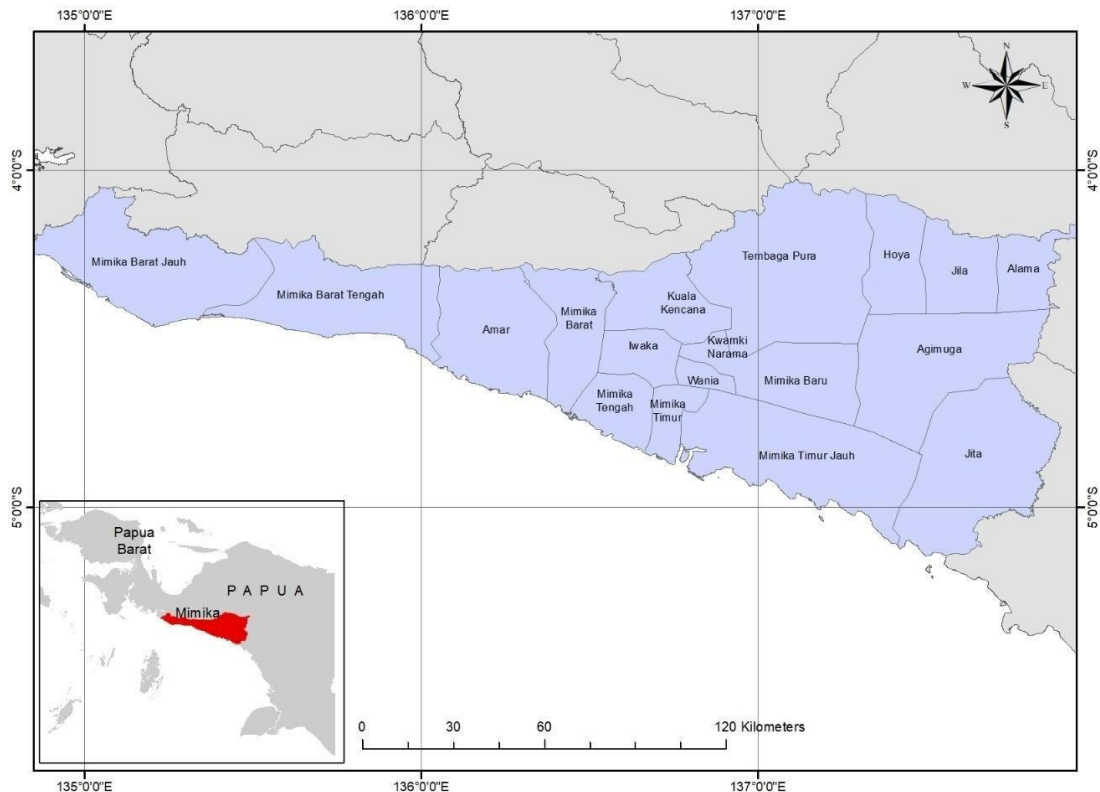 135°0'0"E
136°0'0"E
137°0'0"E
N
W
E
S
4°0'0"S
4°0'0"S
Mimika Barat Jauh
Mimika Barat Tengah
Amar
Mimika
Barat
Kuala
Kencana
Tembaga Pura
Hoya
Jila
Alama
Iwaka
Kwamki
Narama
Agimuga
Wania
Mimika Baru
Mimika
Tengah
Mimika
Timur
Mimika Timur Jauh
Jita
5°0'0"S
5°0'0"S
Papua
Barat
PAPUA
Mimika
0 30 60 120 Kilometers
135°0'0"E
136°0'0"E
137°0'0"E